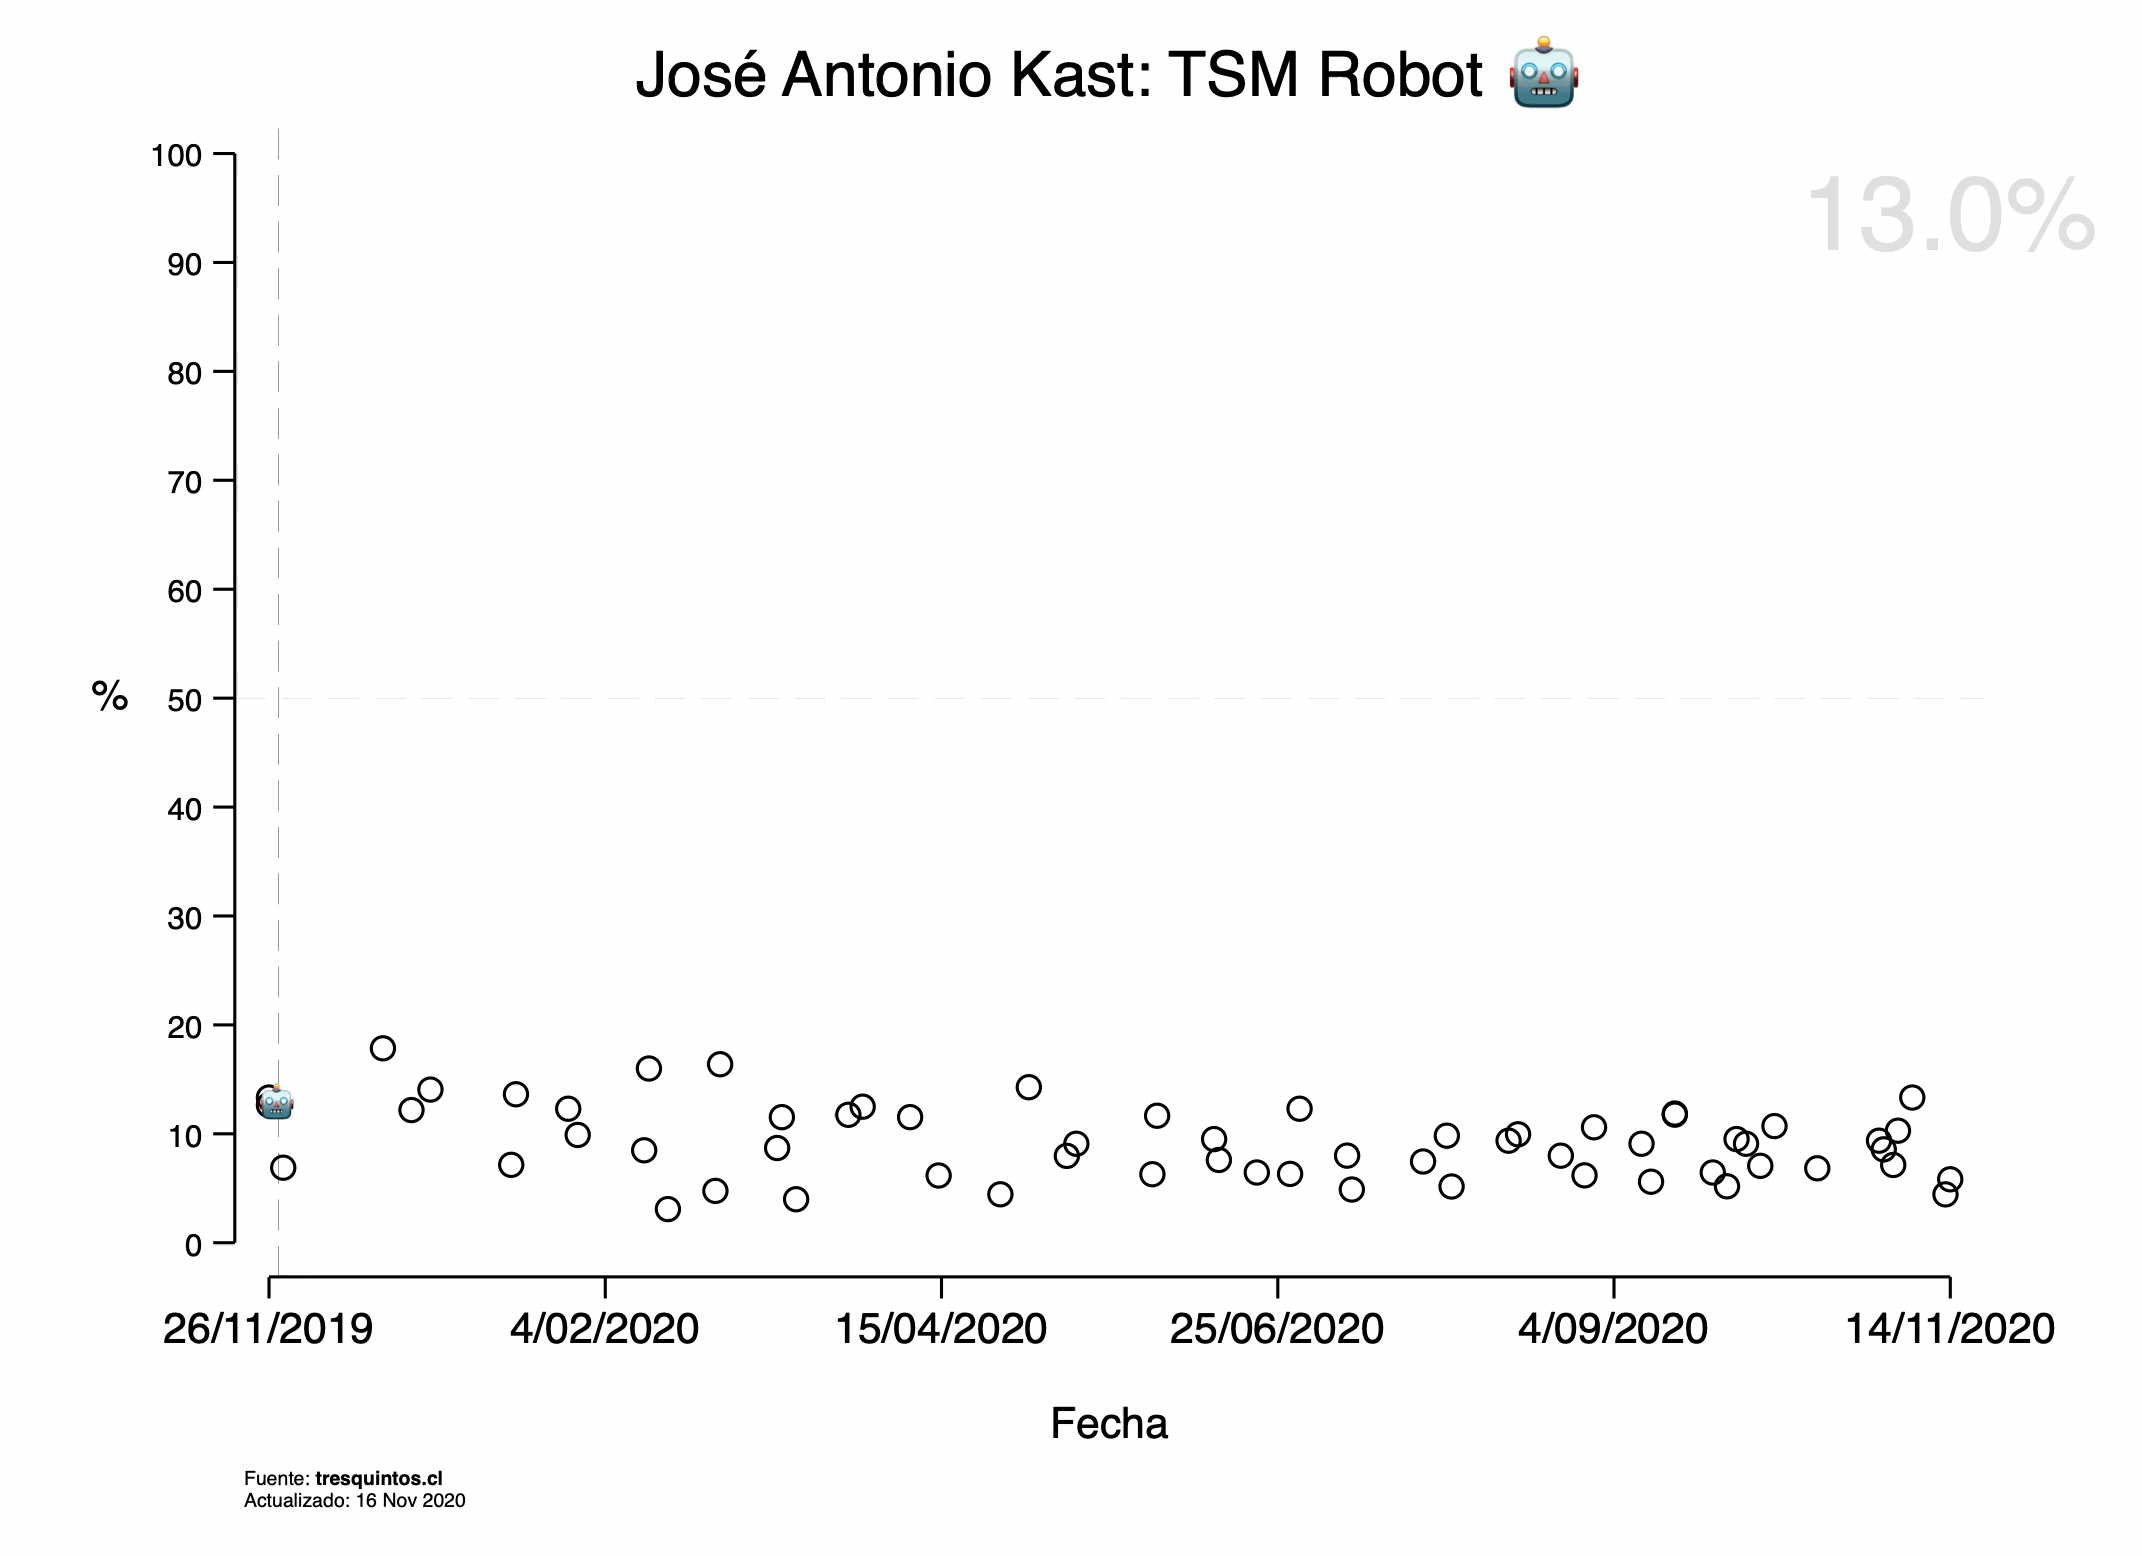 José Antonio Kast: TSM Robot
13.0%
100
90
80
70
60
50
40
30
20
10
0
%
26/11/2019 4/02/2020 15/04/2020 25/06/2020 4/09/2020 14/11/2020
Fecha
Fuente: tresquintos.cl
Actualizado: 16 Nov 2020